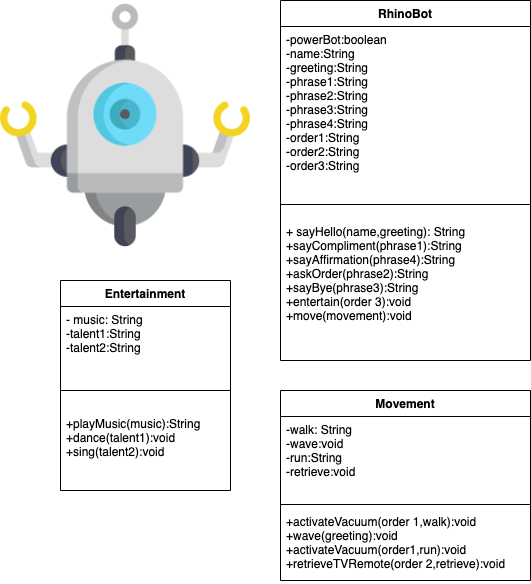 RhinoBot
-powerBot:boolean
-name:String
-greeting:String
-phrase1:String
-phrase2:String
-phrase3:String
-phrase4:String
-order1:String
-order2:String
-order3:String
+ sayHello(name,greeting): String
+sayCompliment(phrase1):String
+sayAffirmation(phrase4):String
+askOrder(phrase2):String
+sayBye(phrase3):String
+entertain(order 3):void
+move(movement):void
Entertainment
- music: String
-talent1:String
-talent2:String
+playMusic(music):String
+dance(talent1):void
+sing(talent2):void
Movement
-walk: String
-wave:void
-run:String
-retrieve:void
+activateVacuum(order 1,walk):void
+wave(greeting):void
+activateVacuum(order1,run):void
+retrieveTVRemote(order 2,retrieve):void